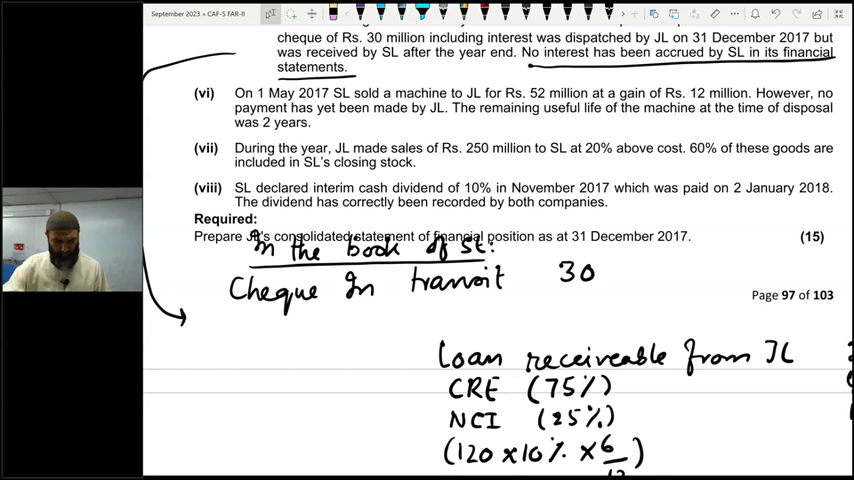 September 2023 » CAF-5 FAR-II
cheque of Rs. 30 million including interest was dispatched by JL on 31 December 2017 but
was received by SL after the year end. No interest has been accrued by SL in its financial
statements.
(vi) On 1 May 2017 SL sold a machine to JL for Rs. 52 million at a gain of Rs. 12 million. However, no
payment has yet been made by JL. The remaining useful life of the machine at the time of disposal
was 2 years.
(vii) During the year, JL made sales of Rs. 250 million to SL at 20% above cost. 60% of these goods are
included in SL's closing stock.
(viii) SL declared interim cash dividend of 10% in November 2017 which was paid on 2 January 2018.
The dividend has correctly been recorded by both companies.
Required:
Prepare JL's consolidated statement of financial position as at 31 December 2017. (15)
In the book of SL:
Cheque In transit 30
Page 97 of 103
Loan receiveable from JL
CRE (75%)
NCI (25%)
(120 x 10% x 6/12)